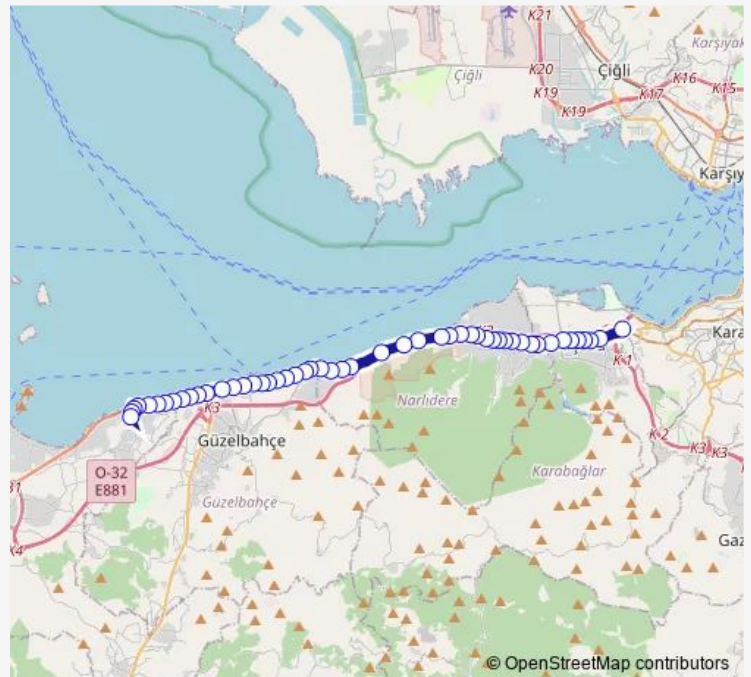 K21
Karşıyak
Çiğli
K20
Çiğli
K16
K15
K19
K17
K19
Karşıy
Kara
K1
Narlıdere
K3
Güzelbahçe
K2
K3
K3
O-32
E881
Karabağlar
Güzelbahçe
Gaz
K4
© OpenStreetMap contributors